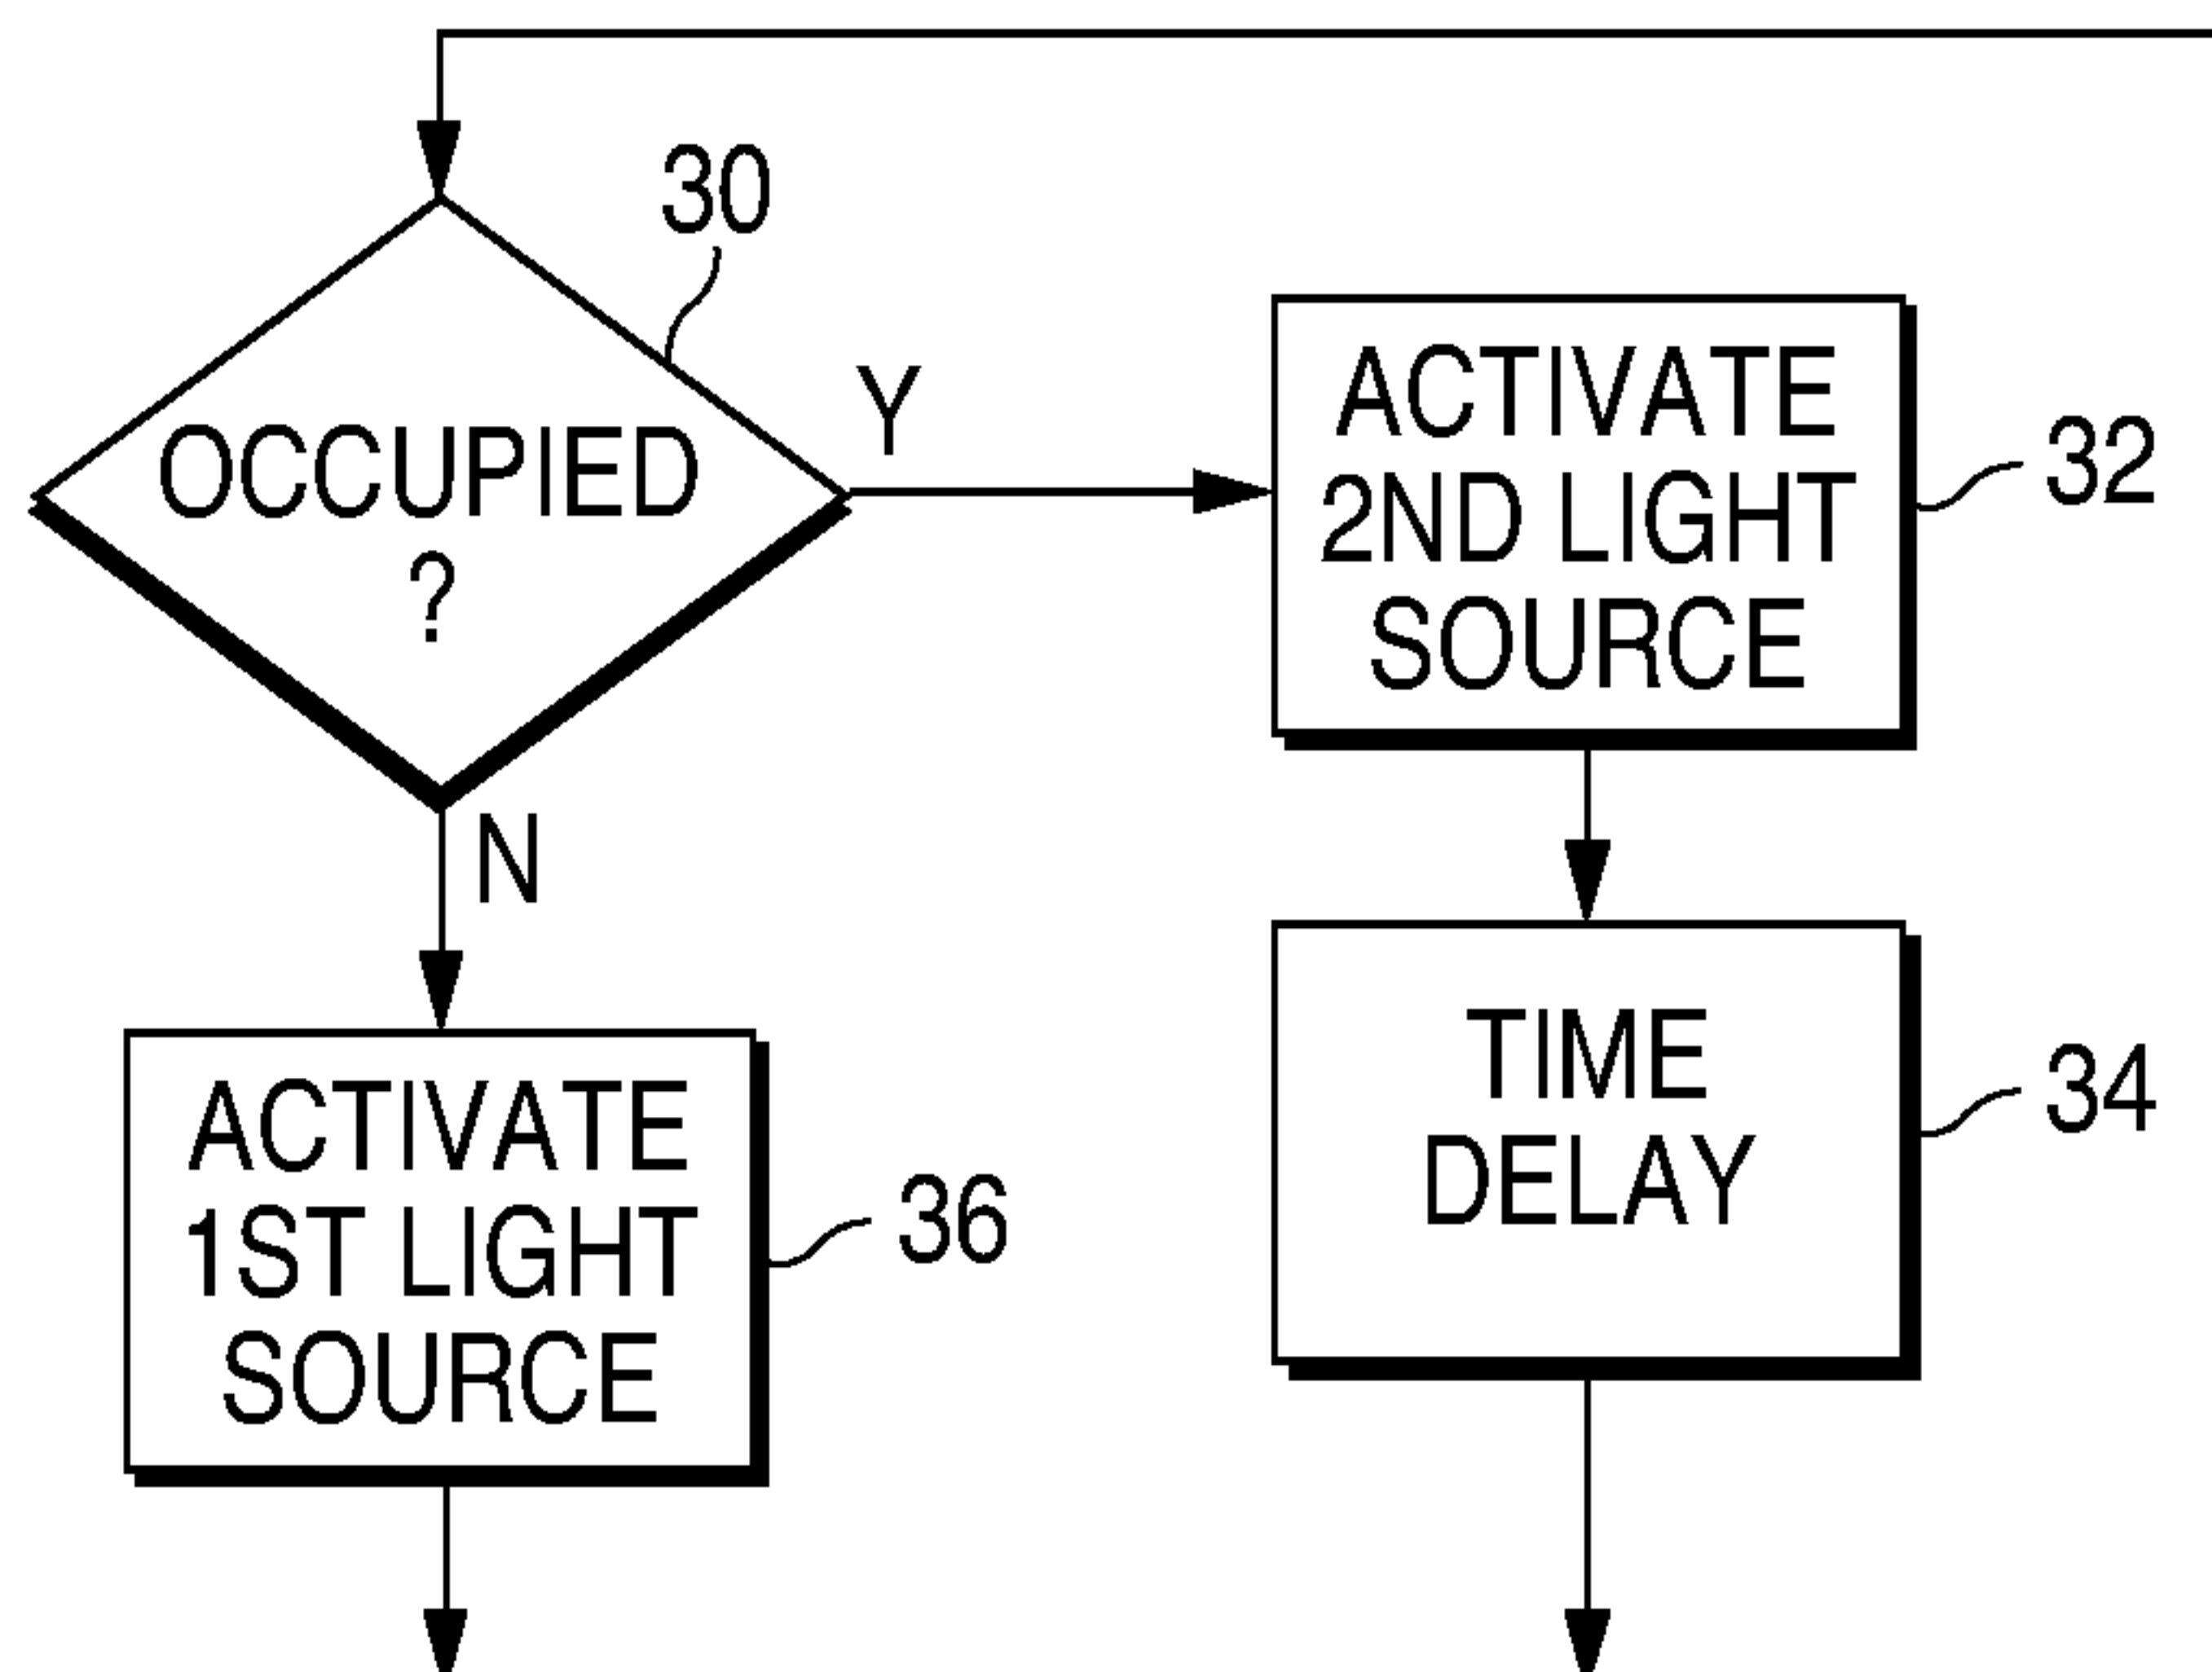 30
OCCUPIED
?
Y
N
ACTIVATE
2ND LIGHT
SOURCE
32
TIME
DELAY
34
ACTIVATE
1ST LIGHT
SOURCE
36